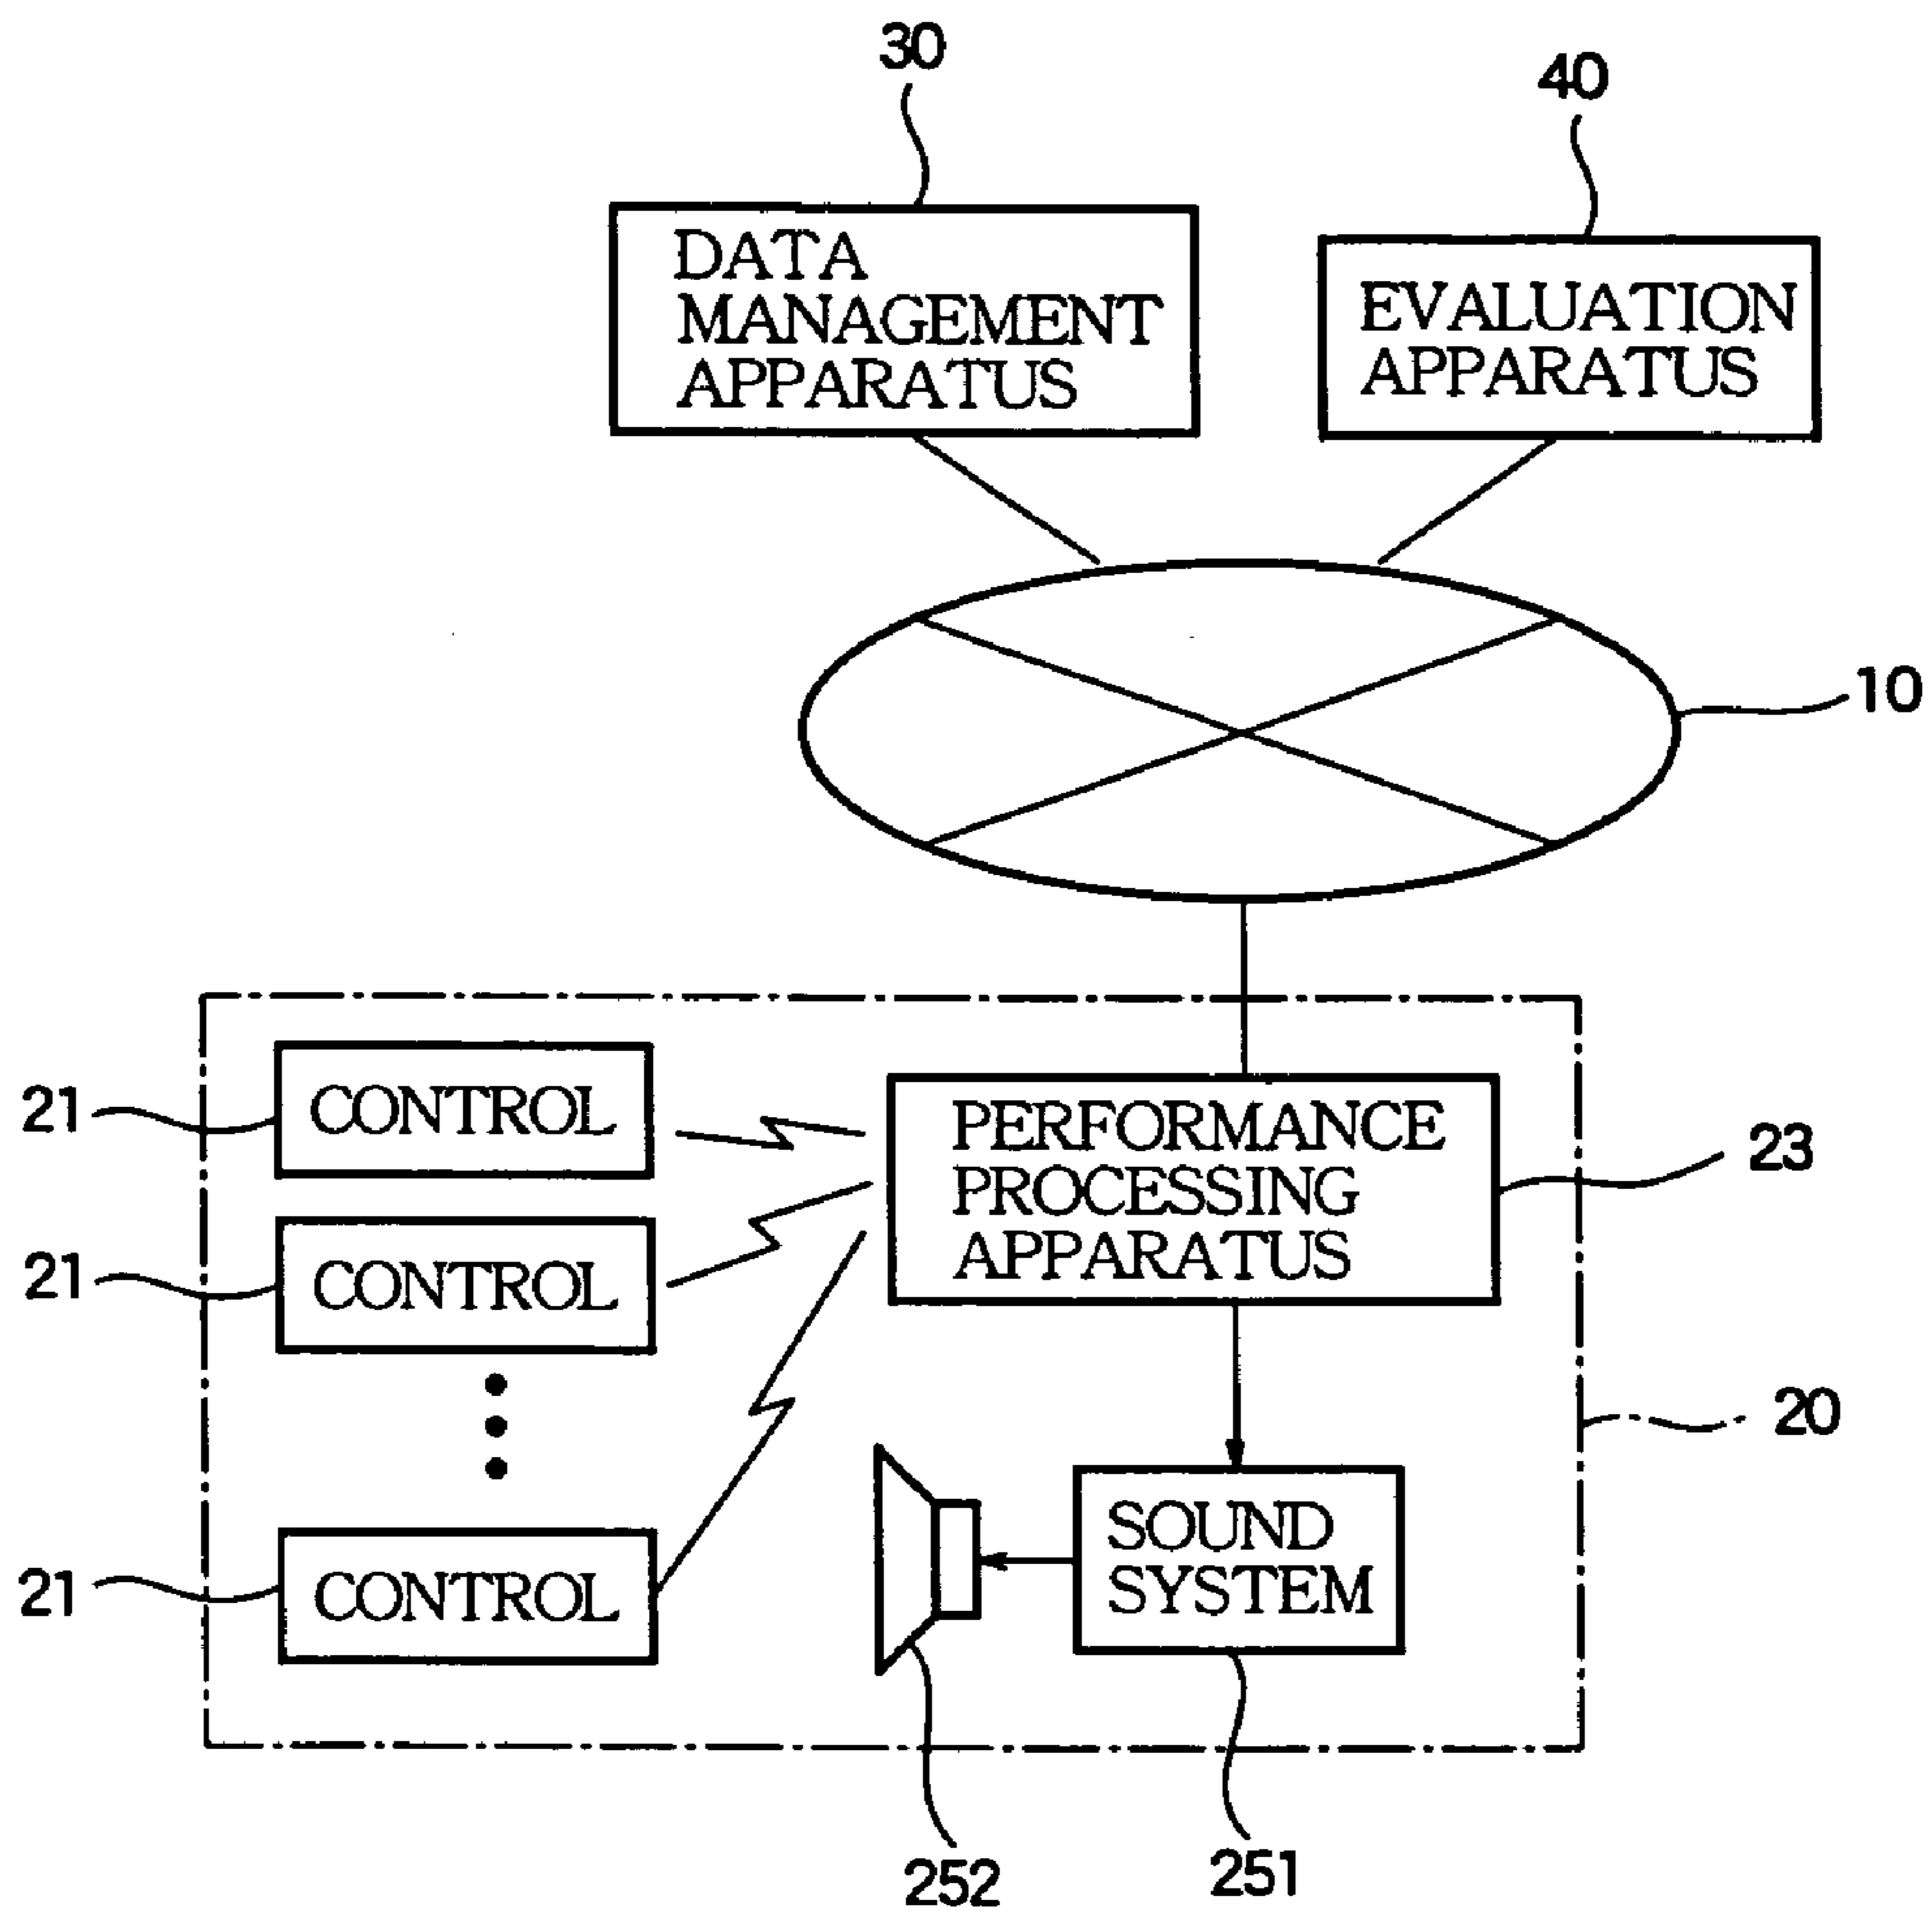 30
40
DATA
MANAGEMENT
APPARATUS
EVALUATION
APPARATUS
10
21
CONTROL
PERFORMANCE
PROCESSING
APPARATUS
23
21
CONTROL
20
SOUND
SYSTEM
21
CONTROL
252
251